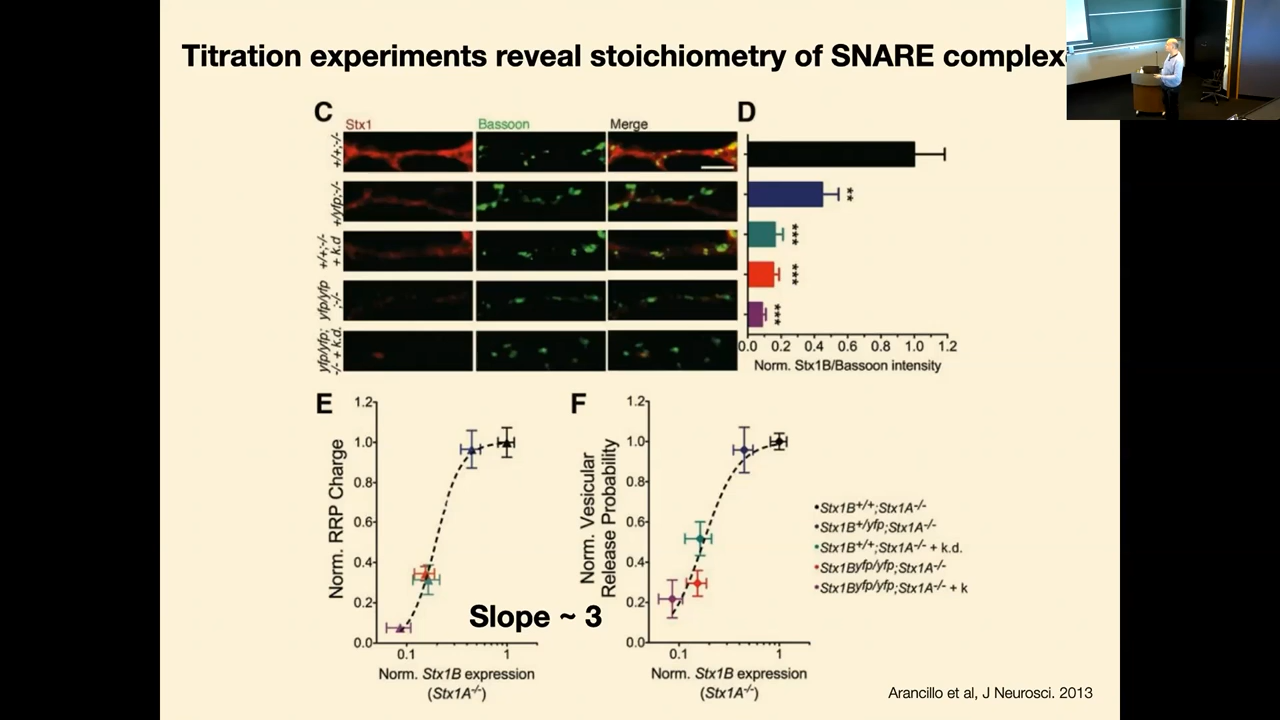 Titration experiments reveal stoichiometry of SNARE complex
C
Stx1
Bassoon
Merge
D
+/+;-/-
+/yfp;-/-
+/+;-/-
+ k.d
yfp/yfp
;-/-
yfp/yfp;
-/- + k.d.
**
***
***
***
0.0 0.2 0.4 0.6 0.8 1.0 1.2
Norm. Stx1B/Bassoon intensity
E
Norm. RRP Charge
1.2
1.0
0.8
0.6
0.4
0.2
0.0
0.1 1
Norm. Stx1B expression
(Stx1A-/-)
Slope ~ 3
F
Norm. Vesicular
Release Probability
1.2
1.0
0.8
0.6
0.4
0.2
0.0
0.1 1
Norm. Stx1B expression
(Stx1A-/-)
•Stx1B+/+;Stx1A-/-
•Stx1B+/yfp;Stx1A-/-
•Stx1B+/+;Stx1A-/- + k.d.
•Stx1Byfp/yfp;Stx1A-/-
•Stx1Byfp/yfp;Stx1A-/- + k
Arancillo et al, J Neurosci. 2013